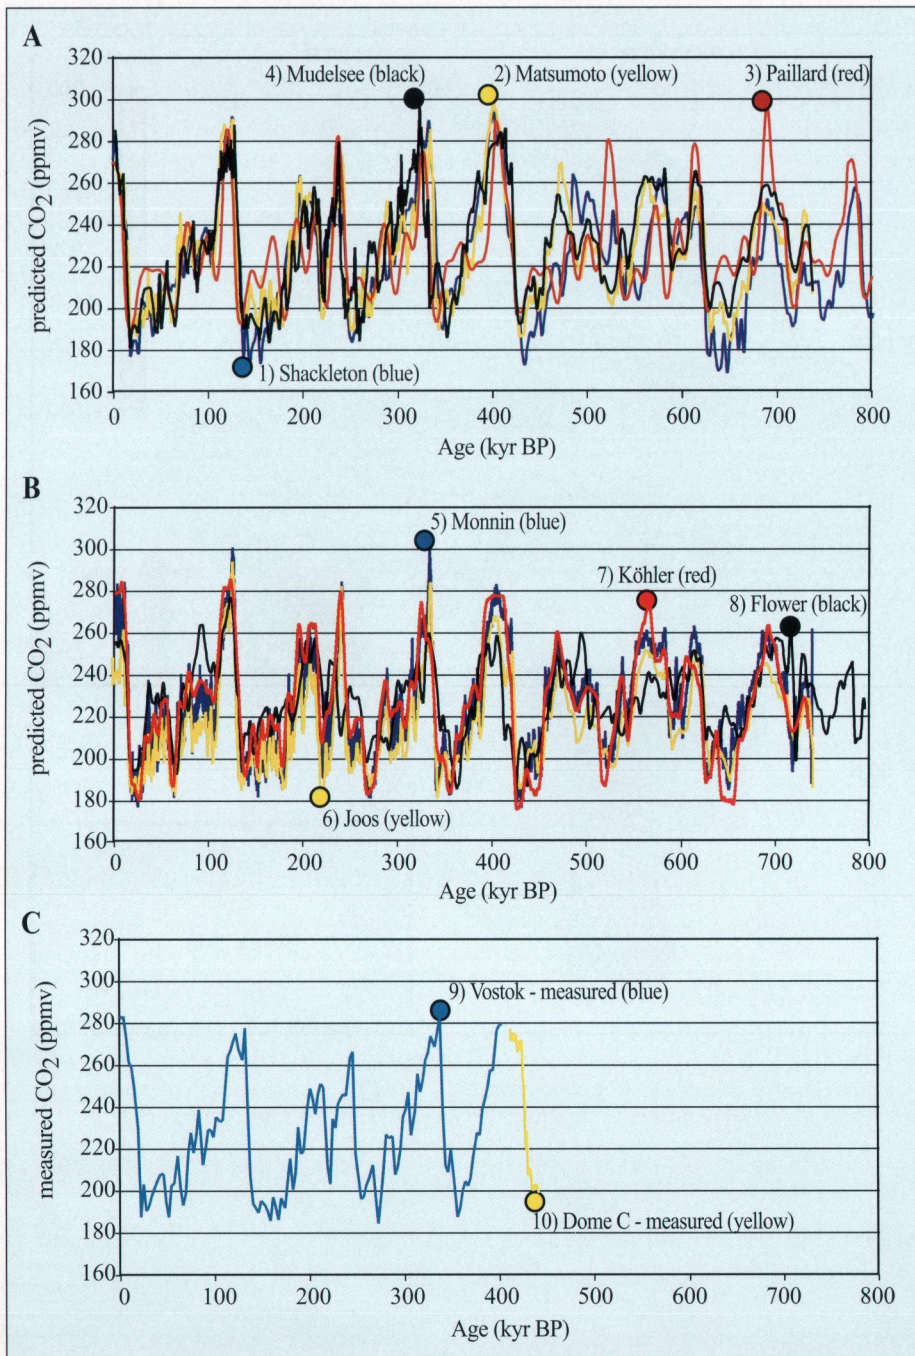 A
320
300
280
260
240
220
200
180
160
predicted CO2 (ppmv)
4) Mudelsee (black)
2) Matsumoto (yellow)
3) Paillard (red)
1) Shackleton (blue)
0 100 200 300 400 500 600 700 800
Age (kyr BP)
B
320
300
280
260
240
220
200
180
160
predicted CO2 (ppmv)
5) Monnin (blue)
7) Köhler (red)
8) Flower (black)
6) Joos (yellow)
0 100 200 300 400 500 600 700 800
Age (kyr BP)
C
320
300
280
260
240
220
200
180
160
measured CO2 (ppmv)
9) Vostok - measured (blue)
10) Dome C - measured (yellow)
0 100 200 300 400 500 600 700 800
Age (kyr BP)